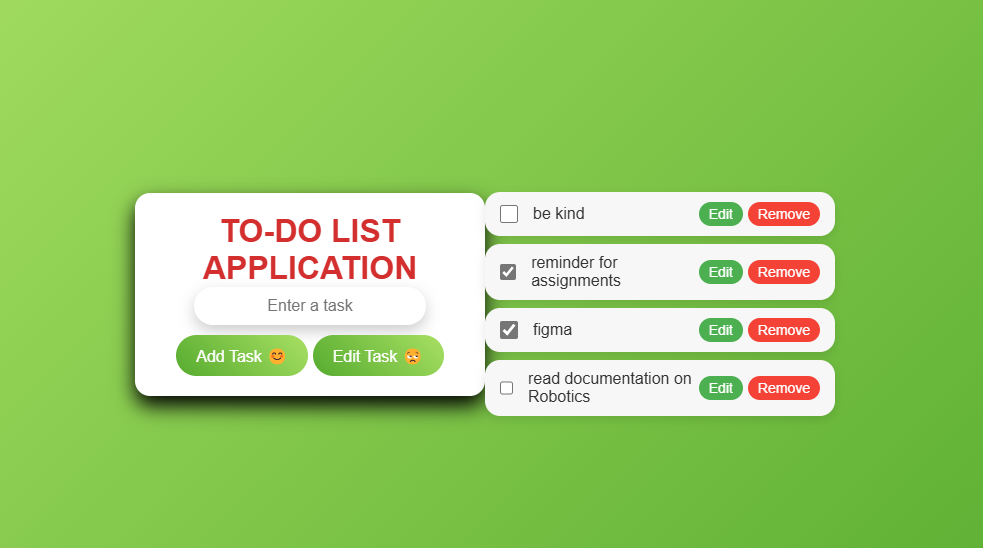 TO-DO LIST
APPLICATION
Enter a task
Add Task 😊 Edit Task 😥
be kind Edit Remove
reminder for
assignments Edit Remove
figma Edit Remove
read documentation on
Robotics Edit Remove